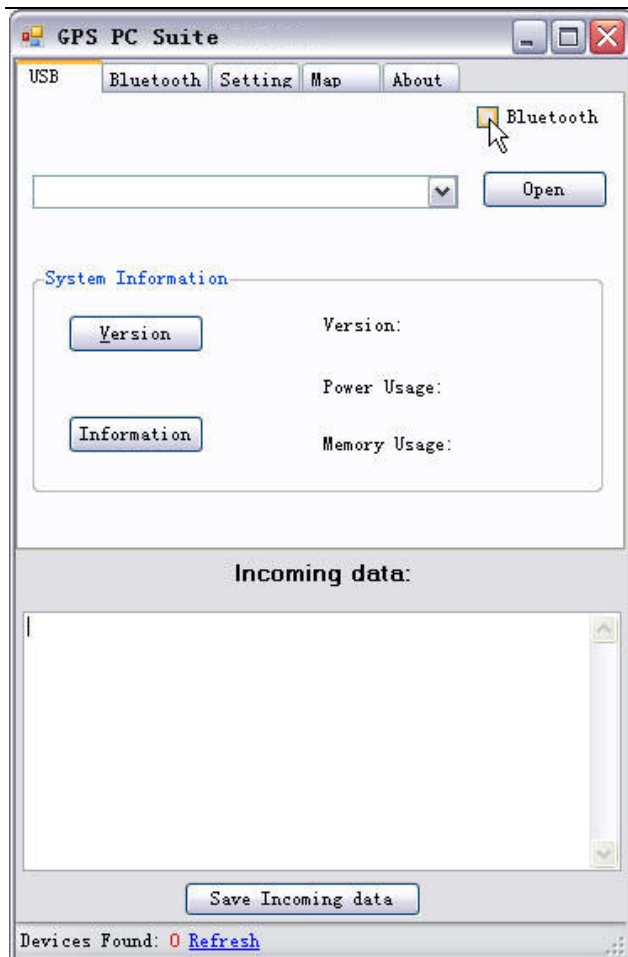 GPS PC Suite
USB Bluetooth Setting Map About
Bluetooth
Open
System Information
Version
Version:
Power Usage:
Information
Memory Usage:
Incoming data:
Save Incoming data
Devices Found: 0 Refresh